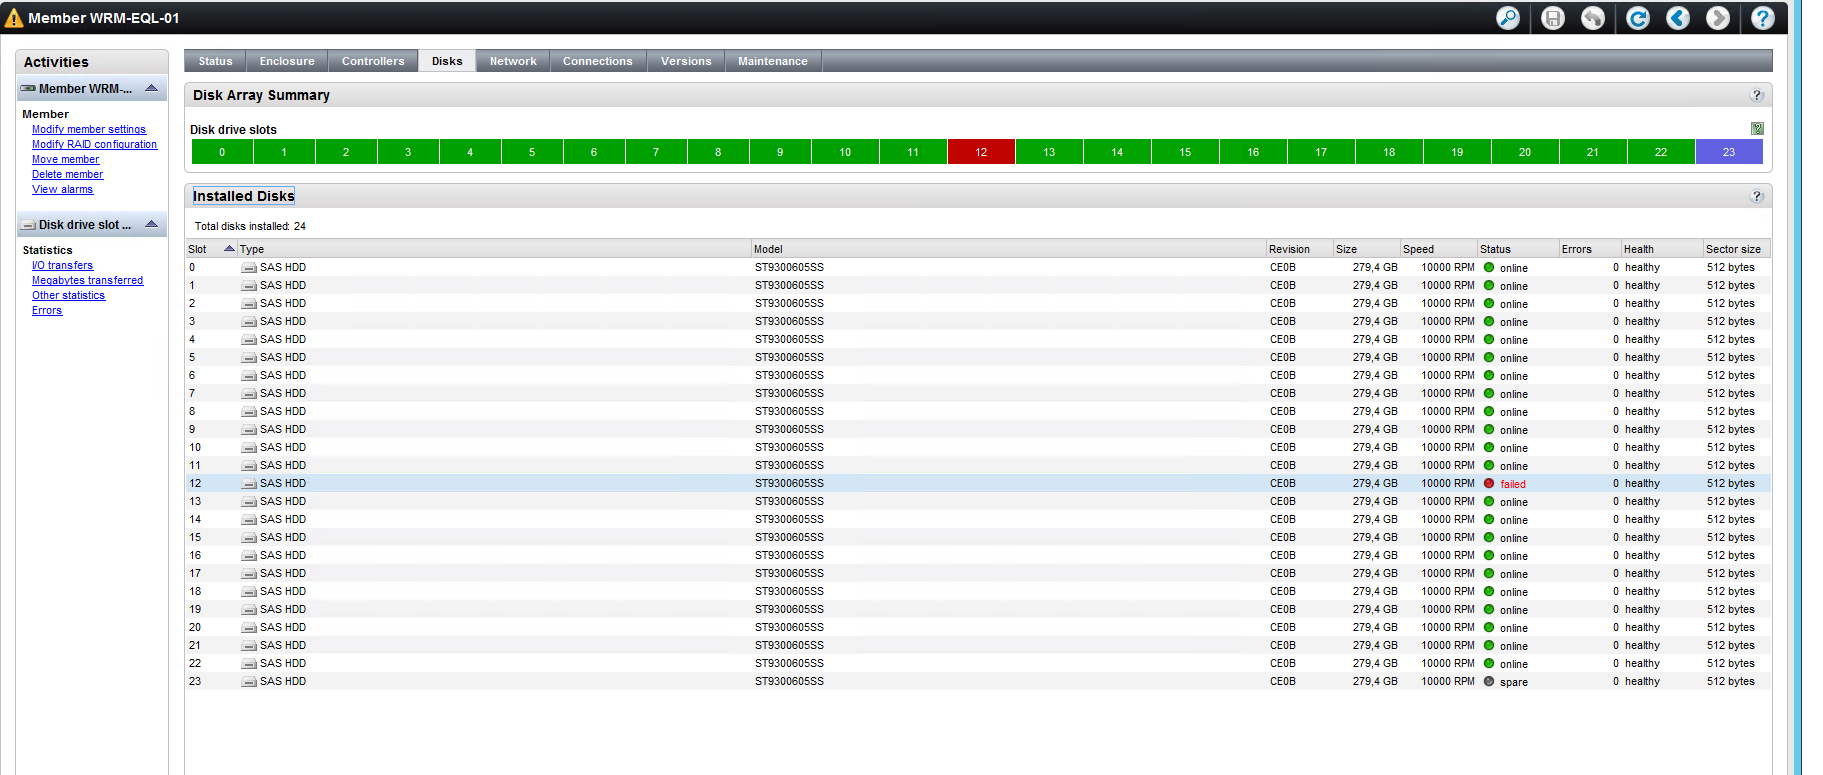 Member WRM-EQL-01
Activities
Member WRM-...
Member
Modify member settings
Modify RAID configuration
Move member
Delete member
View alarms
Disk drive slot ...
Statistics
I/O transfers
Megabytes transferred
Other statistics
Errors
Status Enclosure Controllers Disks Network Connections Versions Maintenance
Disk Array Summary
Disk drive slots
0 1 2 3 4 5 6 7 8 9 10 11 12 13 14 15 16 17 18 19 20 21 22 23
Installed Disks
Total disks installed: 24
Slot Type Model Revision Size Speed Status Errors Health Sector size
0 SAS HDD ST9300605SS CE0B 279,4 GB 10000 RPM online 0 healthy 512 bytes
1 SAS HDD ST9300605SS CE0B 279,4 GB 10000 RPM online 0 healthy 512 bytes
2 SAS HDD ST9300605SS CE0B 279,4 GB 10000 RPM online 0 healthy 512 bytes
3 SAS HDD ST9300605SS CE0B 279,4 GB 10000 RPM online 0 healthy 512 bytes
4 SAS HDD ST9300605SS CE0B 279,4 GB 10000 RPM online 0 healthy 512 bytes
5 SAS HDD ST9300605SS CE0B 279,4 GB 10000 RPM online 0 healthy 512 bytes
6 SAS HDD ST9300605SS CE0B 279,4 GB 10000 RPM online 0 healthy 512 bytes
7 SAS HDD ST9300605SS CE0B 279,4 GB 10000 RPM online 0 healthy 512 bytes
8 SAS HDD ST9300605SS CE0B 279,4 GB 10000 RPM online 0 healthy 512 bytes
9 SAS HDD ST9300605SS CE0B 279,4 GB 10000 RPM online 0 healthy 512 bytes
10 SAS HDD ST9300605SS CE0B 279,4 GB 10000 RPM online 0 healthy 512 bytes
11 SAS HDD ST9300605SS CE0B 279,4 GB 10000 RPM online 0 healthy 512 bytes
12 SAS HDD ST9300605SS CE0B 279,4 GB 10000 RPM failed 0 healthy 512 bytes
13 SAS HDD ST9300605SS CE0B 279,4 GB 10000 RPM online 0 healthy 512 bytes
14 SAS HDD ST9300605SS CE0B 279,4 GB 10000 RPM online 0 healthy 512 bytes
15 SAS HDD ST9300605SS CE0B 279,4 GB 10000 RPM online 0 healthy 512 bytes
16 SAS HDD ST9300605SS CE0B 279,4 GB 10000 RPM online 0 healthy 512 bytes
17 SAS HDD ST9300605SS CE0B 279,4 GB 10000 RPM online 0 healthy 512 bytes
18 SAS HDD ST9300605SS CE0B 279,4 GB 10000 RPM online 0 healthy 512 bytes
19 SAS HDD ST9300605SS CE0B 279,4 GB 10000 RPM online 0 healthy 512 bytes
20 SAS HDD ST9300605SS CE0B 279,4 GB 10000 RPM online 0 healthy 512 bytes
21 SAS HDD ST9300605SS CE0B 279,4 GB 10000 RPM online 0 healthy 512 bytes
22 SAS HDD ST9300605SS CE0B 279,4 GB 10000 RPM online 0 healthy 512 bytes
23 SAS HDD ST9300605SS CE0B 279,4 GB 10000 RPM spare 0 healthy 512 bytes